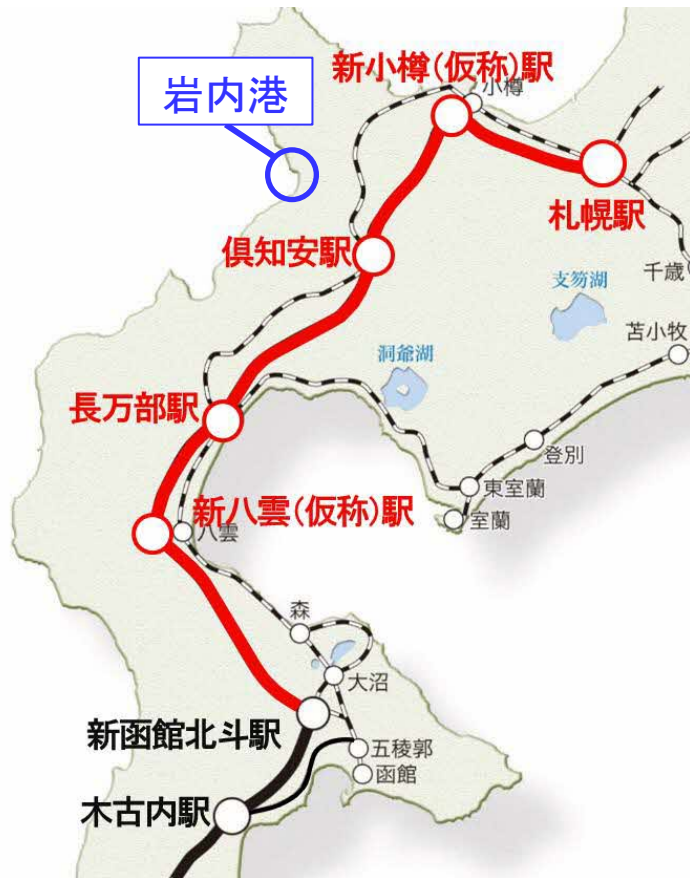 新小樽(仮称)駅
小樽
岩内港
札幌駅
倶知安駅
千歳
支笏湖
苫小牧
洞爺湖
長万部駅
登別
東室蘭
室蘭
新八雲(仮称)駅
八雲
森
大沼
新函館北斗駅
五稜郭
函館
木古内駅